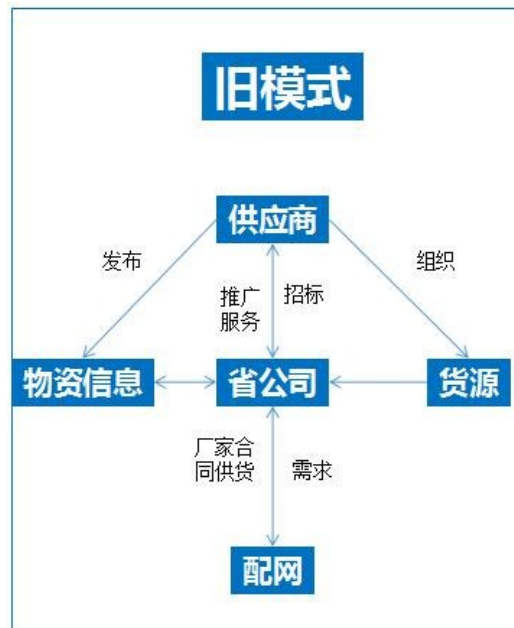 旧模式
供应商
发布
组织
推广
服务
招标
物资信息
省公司
货源
厂家合
同供货
需求
配网